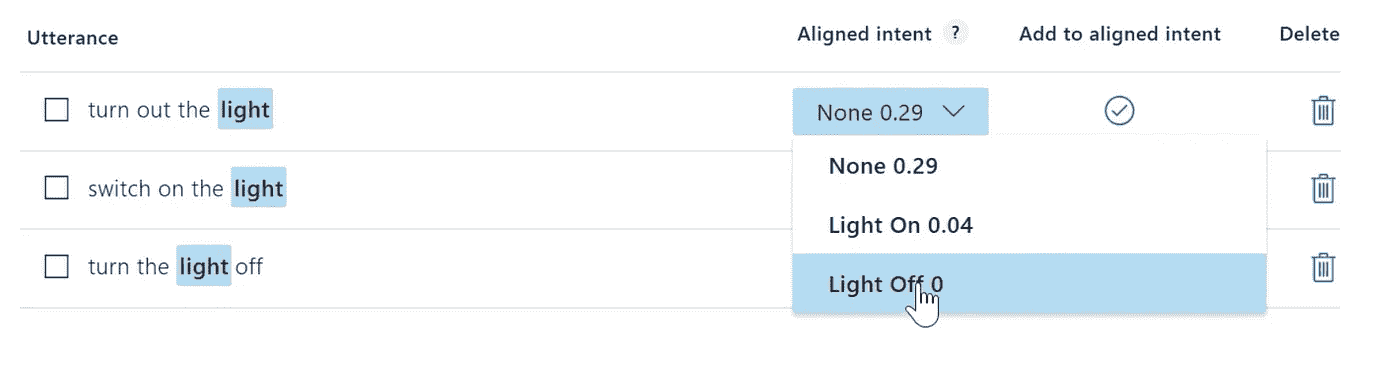 Utterance Aligned intent ? Add to aligned intent Delete
turn out the light None 0.29
None 0.29
switch on the light
Light On 0.04
turn the light off
Light Off 0